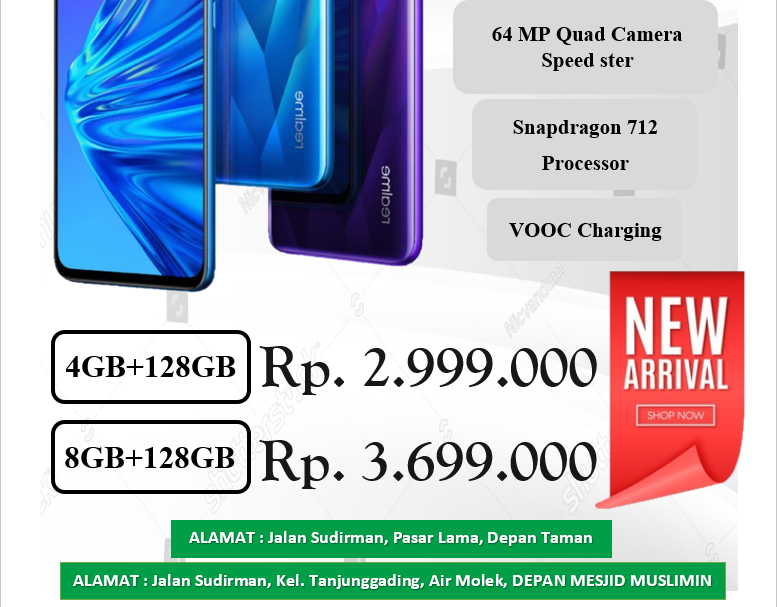 64 MP Quad Camera
Speed ster
Snapdragon 712
Processor
VOOC Charging
realme
realme
NEW
ARRIVAL
SHOP NOW
4GB+128GB Rp. 2.999.000
8GB+128GB Rp. 3.699.000
ALAMAT : Jalan Sudirman, Pasar Lama, Depan Taman
ALAMAT : Jalan Sudirman, Kel. Tanjunggading, Air Molek, DEPAN MESJID MUSLIMIN